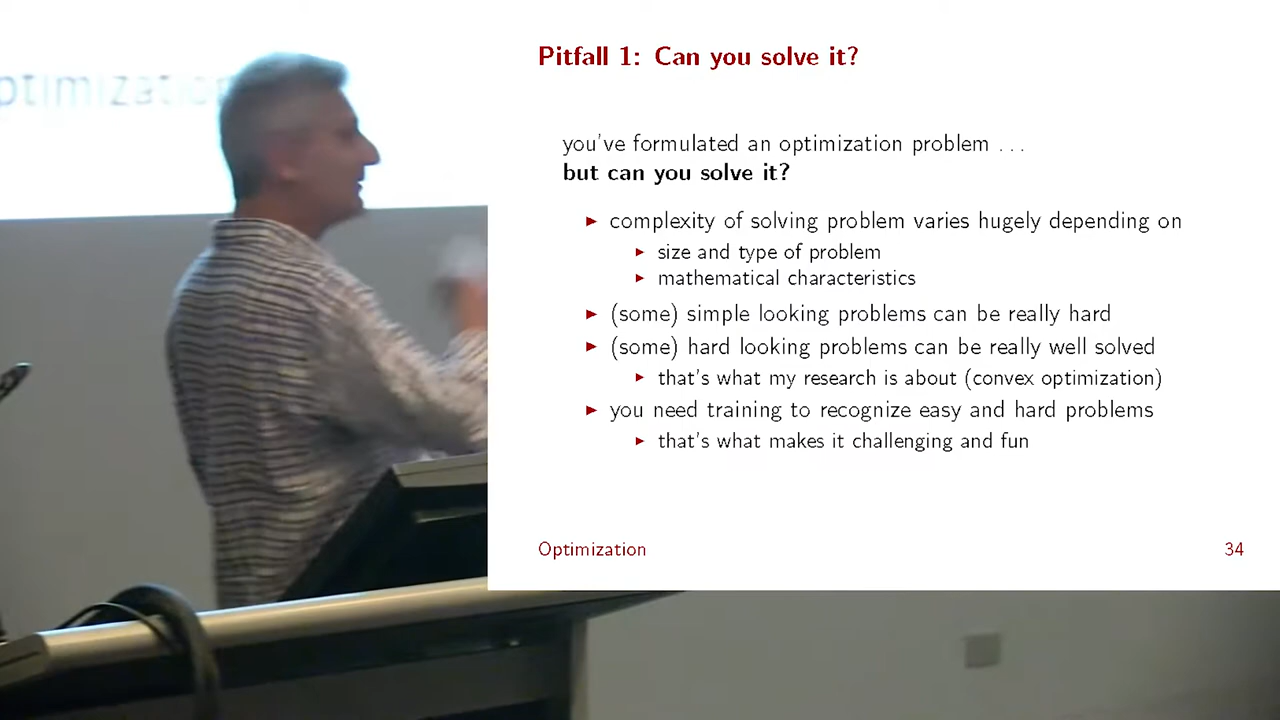 Pitfall 1: Can you solve it?
you've formulated an optimization problem ...
but can you solve it?
▶ complexity of solving problem varies hugely depending on
▶ size and type of problem
▶ mathematical characteristics
▶ (some) simple looking problems can be really hard
▶ (some) hard looking problems can be really well solved
▶ that's what my research is about (convex optimization)
▶ you need training to recognize easy and hard problems
▶ that's what makes it challenging and fun
Optimization
34
ptimization